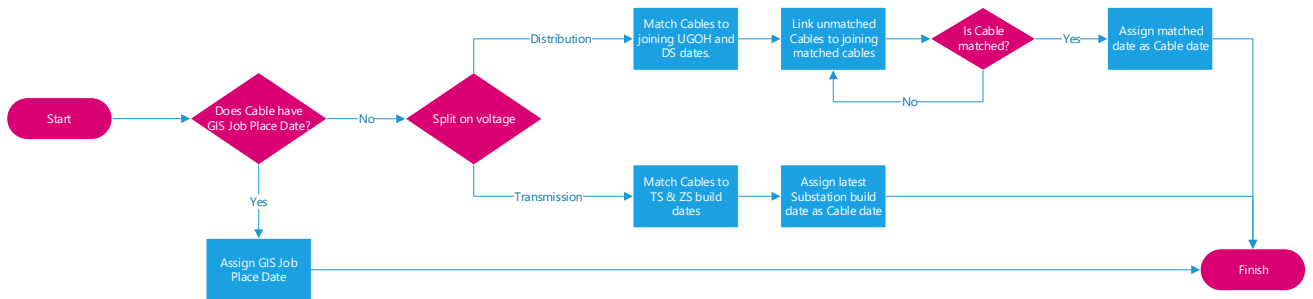 Start
Does Cable have
GIS Job Place Date?
No
Yes
Assign GIS Job
Place Date
Split on voltage
Distribution
Match Cables to
joining UGOH and
DS dates.
Link unmatched
Cables to joining
matched cables
Is Cable
matched?
No
Yes
Assign matched
date as Cable date
Transmission
Match Cables to
TS & ZS build
dates
Assign latest
Substation build
date as Cable date
Finish